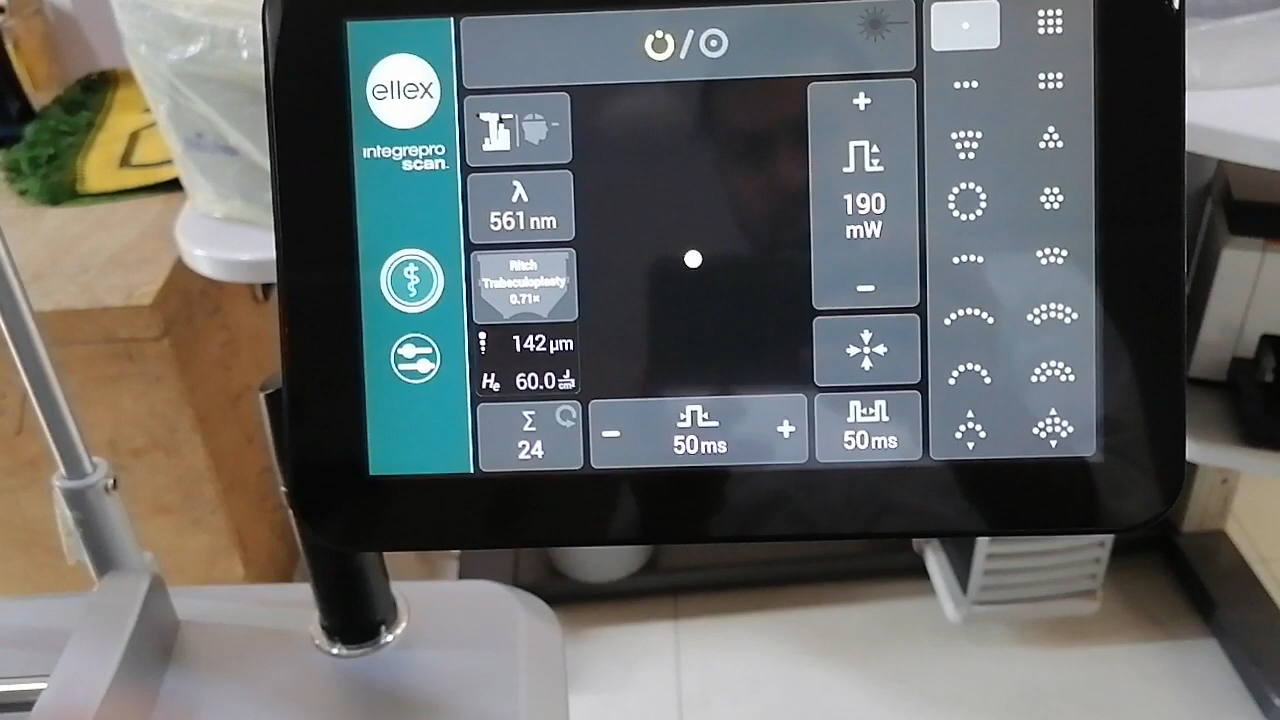 ellex
integrepro
scan
λ
561 nm
Ritch
Trabeculoplasty
0.71×
142 µm
He 60.0 J/cm²
Σ
24
+
190
mW
−
− 50 ms +
50 ms